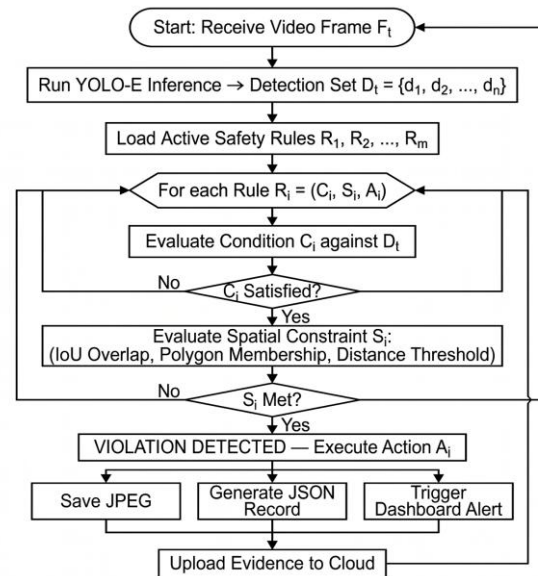 Start: Receive Video Frame Fₜ
Run YOLO-E Inference → Detection Set Dₜ = {d₁, d₂, ..., dₙ}
Load Active Safety Rules R₁, R₂, ..., Rₘ
For each Rule Rᵢ = (Cᵢ, Sᵢ, Aᵢ)
Evaluate Condition Cᵢ against Dₜ
No
Cᵢ Satisfied?
Yes
Evaluate Spatial Constraint Sᵢ:
(IoU Overlap, Polygon Membership, Distance Threshold)
No
Sᵢ Met?
Yes
VIOLATION DETECTED — Execute Action Aᵢ
Save JPEG
Generate JSON
Record
Trigger
Dashboard Alert
Upload Evidence to Cloud